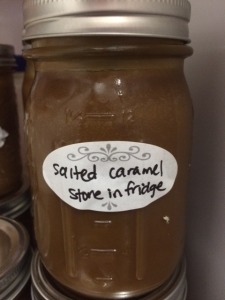 salted caramel
store in fridge